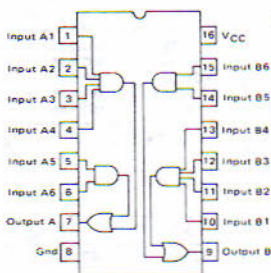 Input A1 1
Input A2 2
Input A3 3
Input A4 4
Input A5 5
Input A6 6
Output A 7
Gnd 8
16 VCC
15 Input B6
14 Input B5
13 Input B4
12 Input B3
11 Input B2
10 Input B1
9 Output B